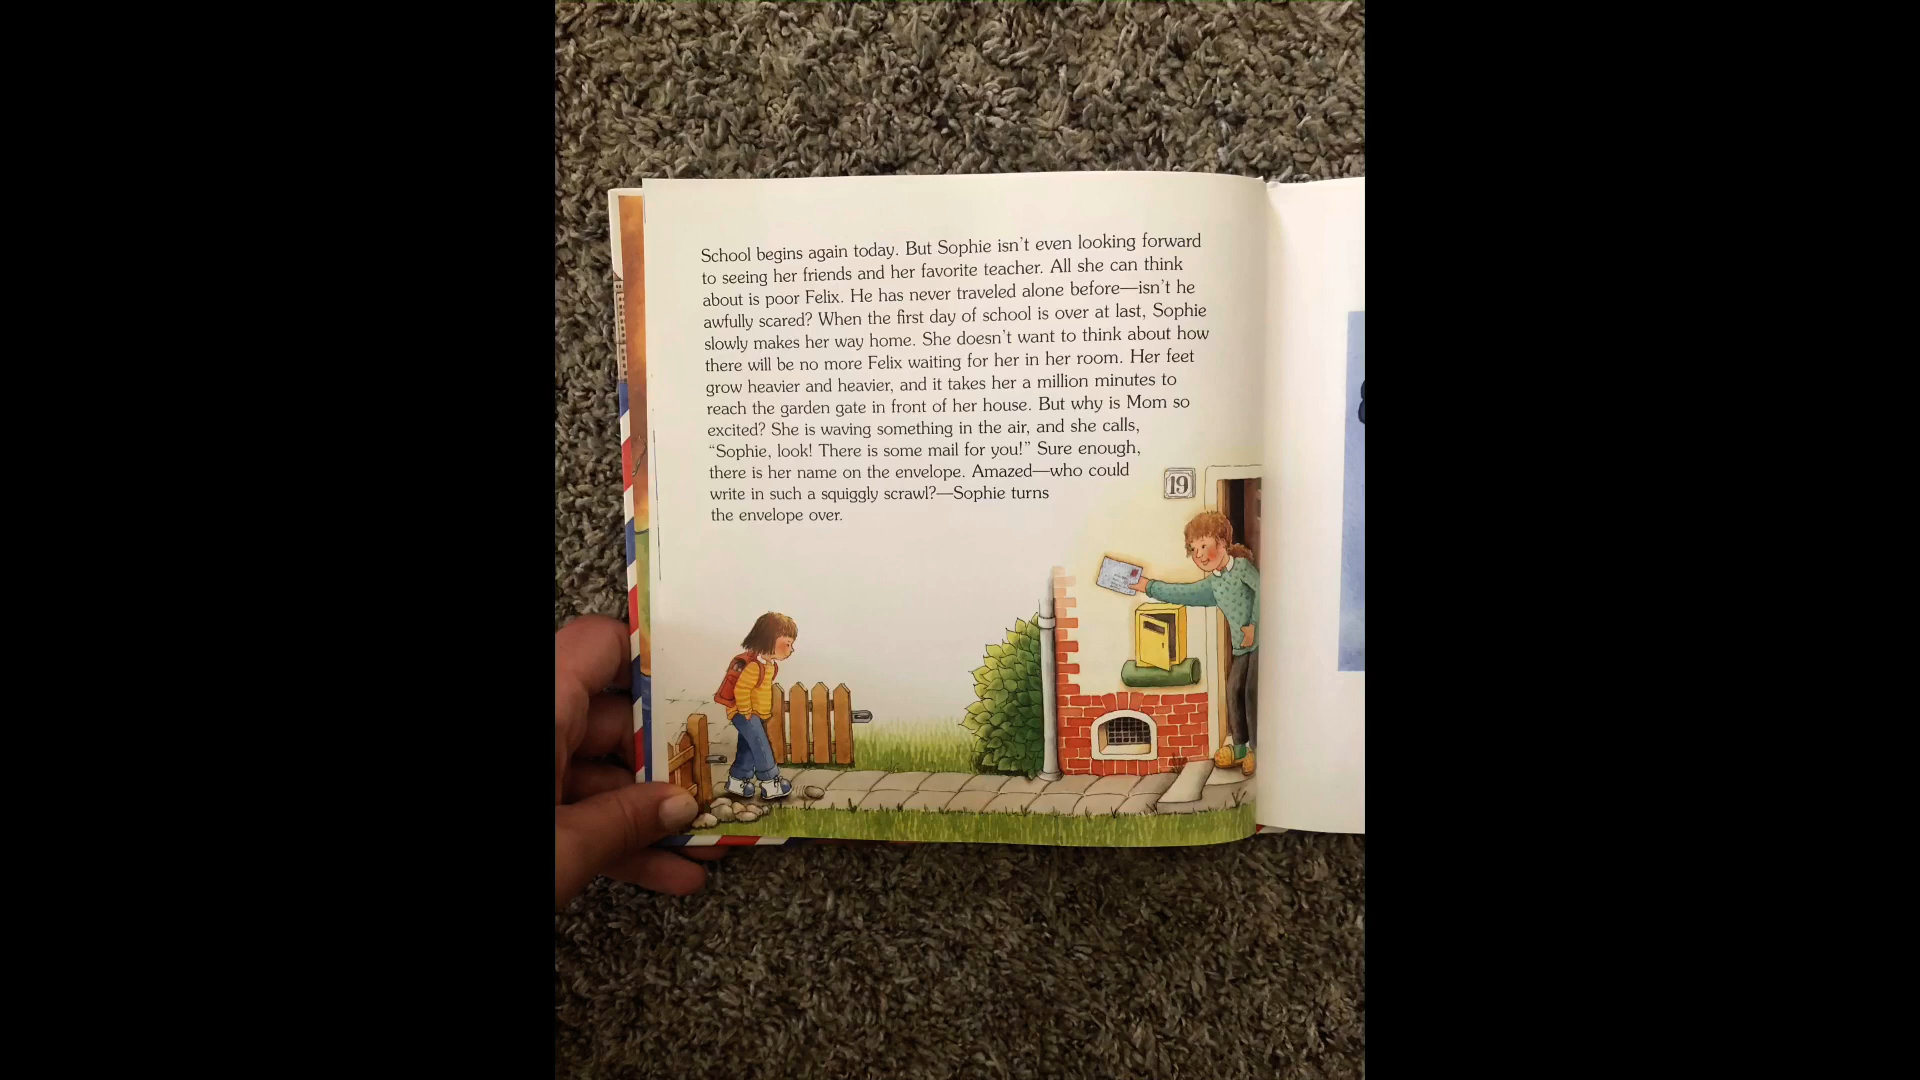 School begins again today. But Sophie isn't even looking forward
to seeing her friends and her favorite teacher. All she can think
about is poor Felix. He has never traveled alone before—isn't he
awfully scared? When the first day of school is over at last, Sophie
slowly makes her way home. She doesn't want to think about how
there will be no more Felix waiting for her in her room. Her feet
grow heavier and heavier, and it takes her a million minutes to
reach the garden gate in front of her house. But why is Mom so
excited? She is waving something in the air, and she calls,
“Sophie, look! There is some mail for you!” Sure enough,
there is her name on the envelope. Amazed—who could
write in such a squiggly scrawl?—Sophie turns
the envelope over.
19